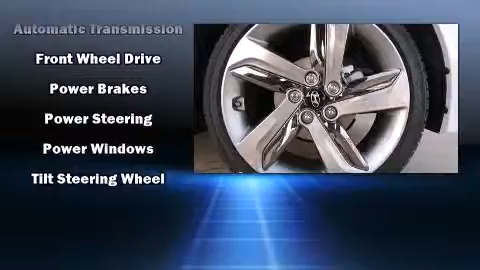 Automatic Transmission
Front Wheel Drive
Power Brakes
Power Steering
Power Windows
Tilt Steering Wheel